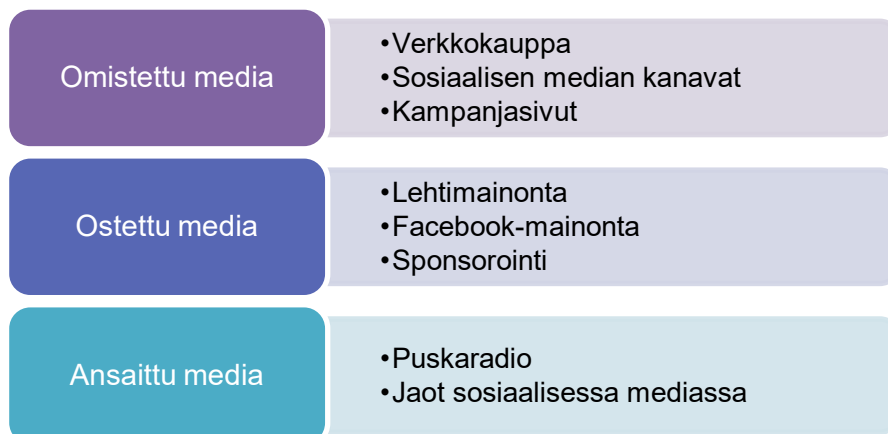 Omistettu media
•Verkkokauppa
•Sosiaalisen median kanavat
•Kampanjasivut
Ostettu media
•Lehtimainonta
•Facebook-mainonta
•Sponsorointi
Ansaittu media
•Puskaradio
•Jaot sosiaalisessa mediassa